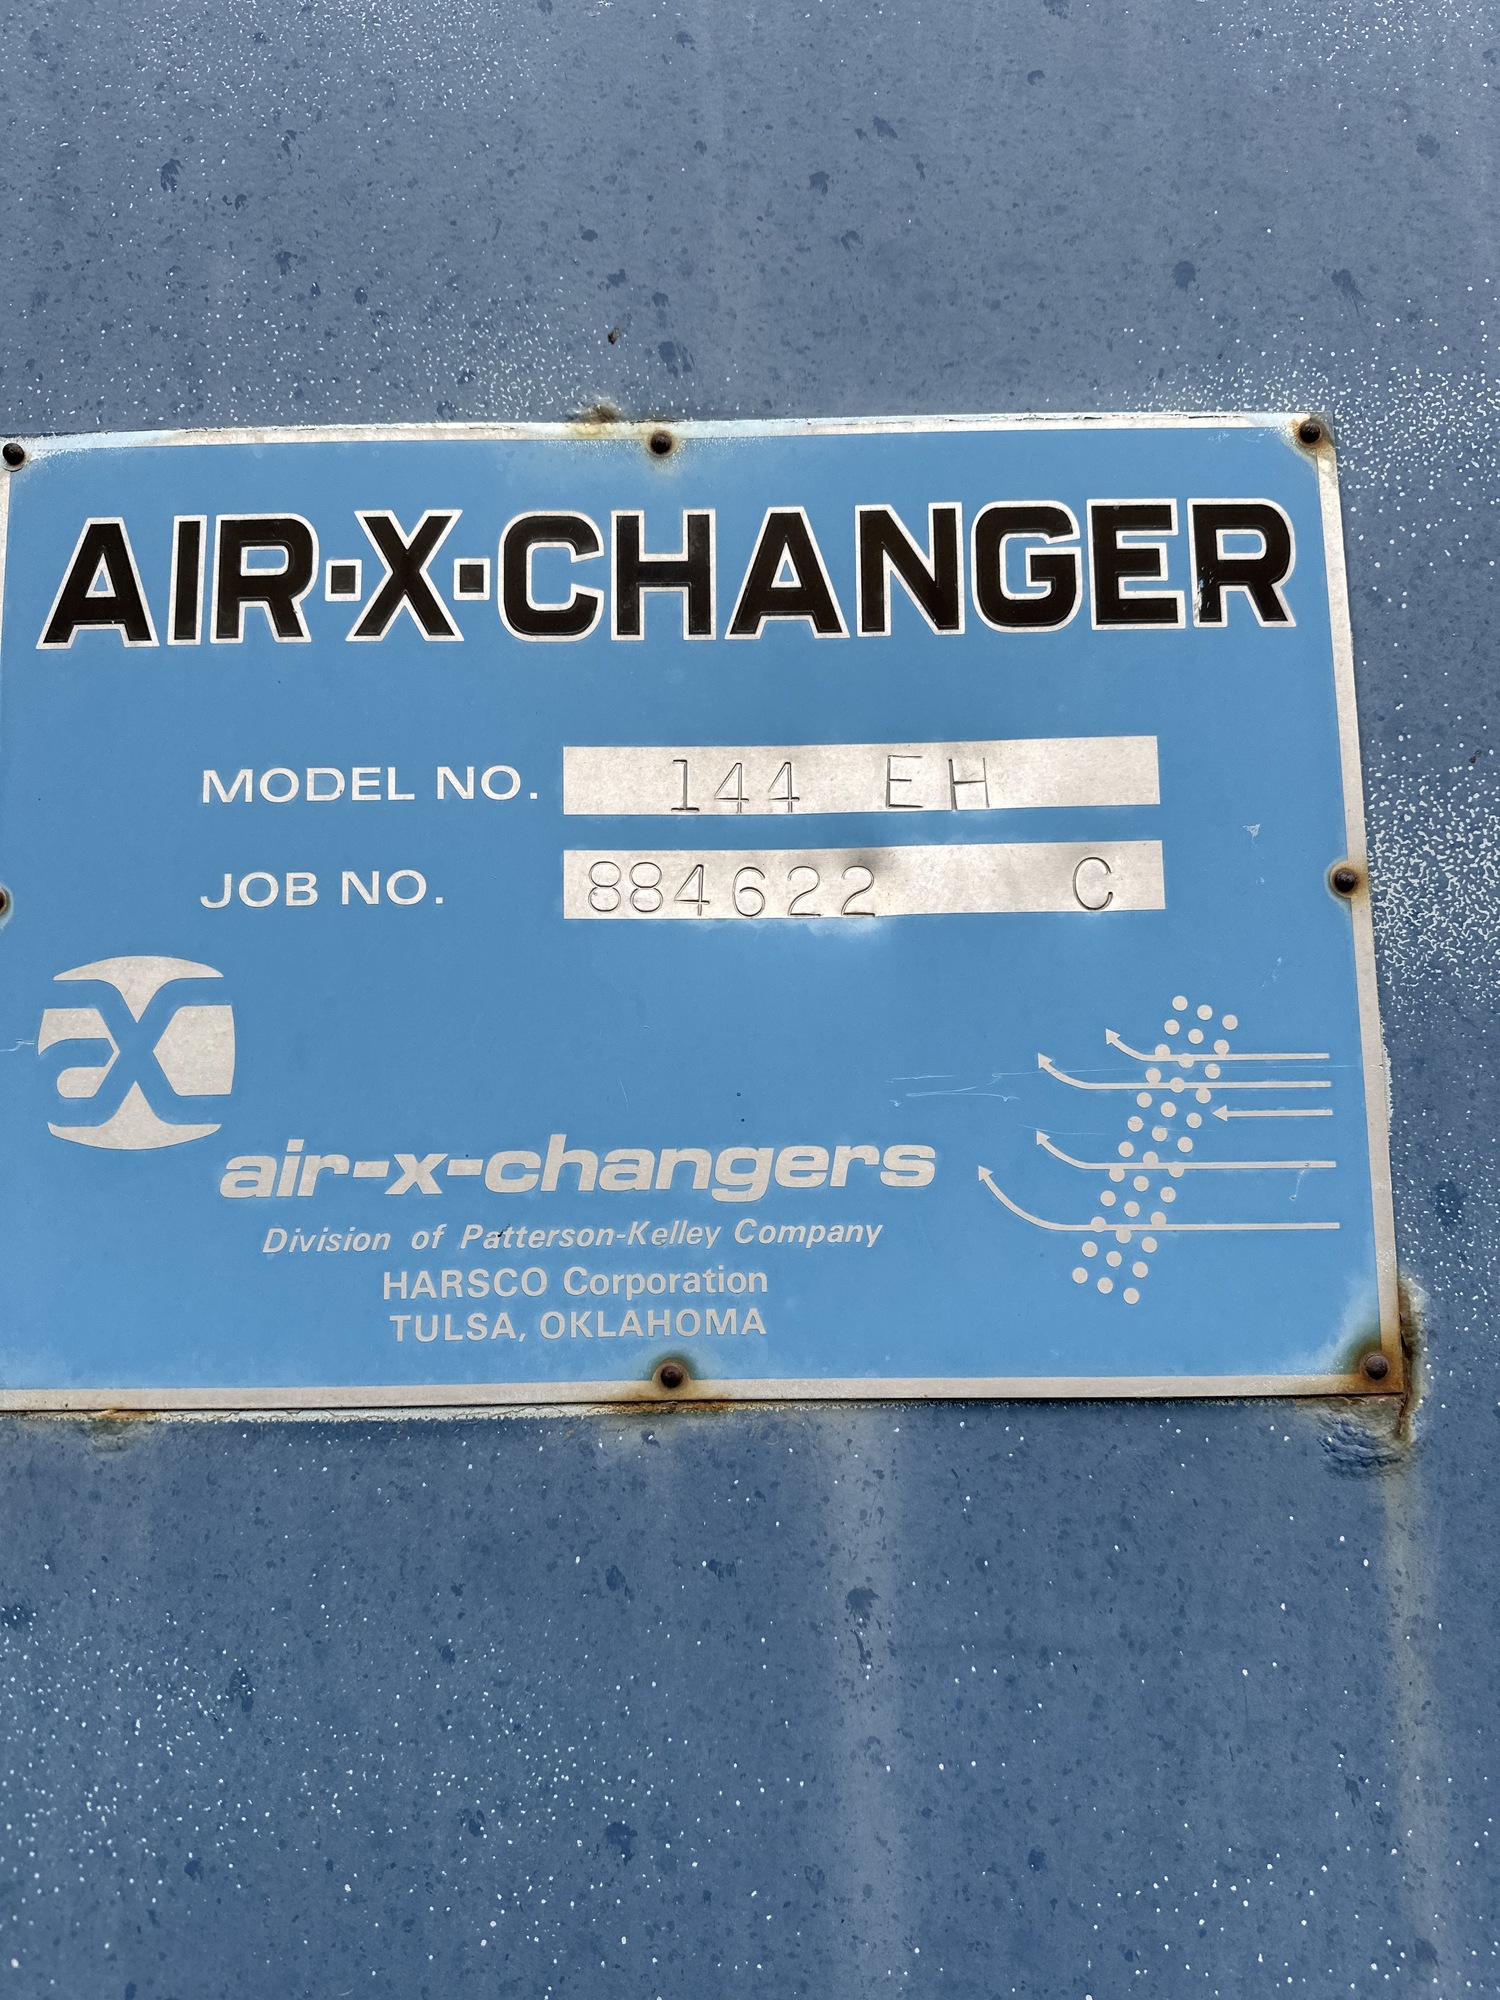 AIR·X·CHANGER
MODEL NO. 144 EH
JOB NO. 884622 C
ax
air-x-changers
Division of Patterson-Kelley Company
HARSCO Corporation
TULSA, OKLAHOMA